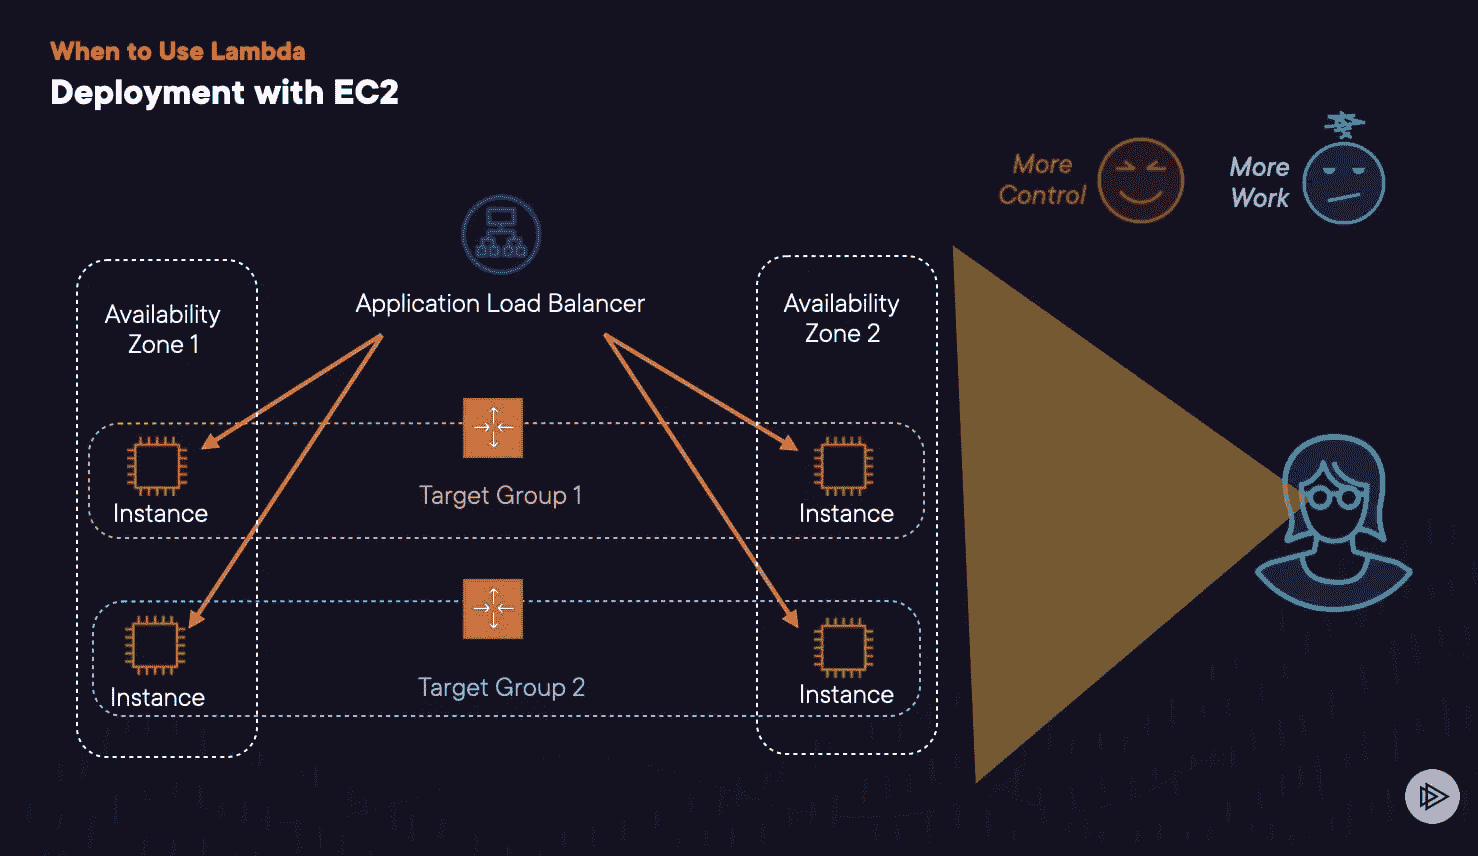 When to Use Lambda
Deployment with EC2
More
Control
More
Work
Application Load Balancer
Availability
Zone 1
Availability
Zone 2
Instance
Target Group 1
Instance
Instance
Target Group 2
Instance